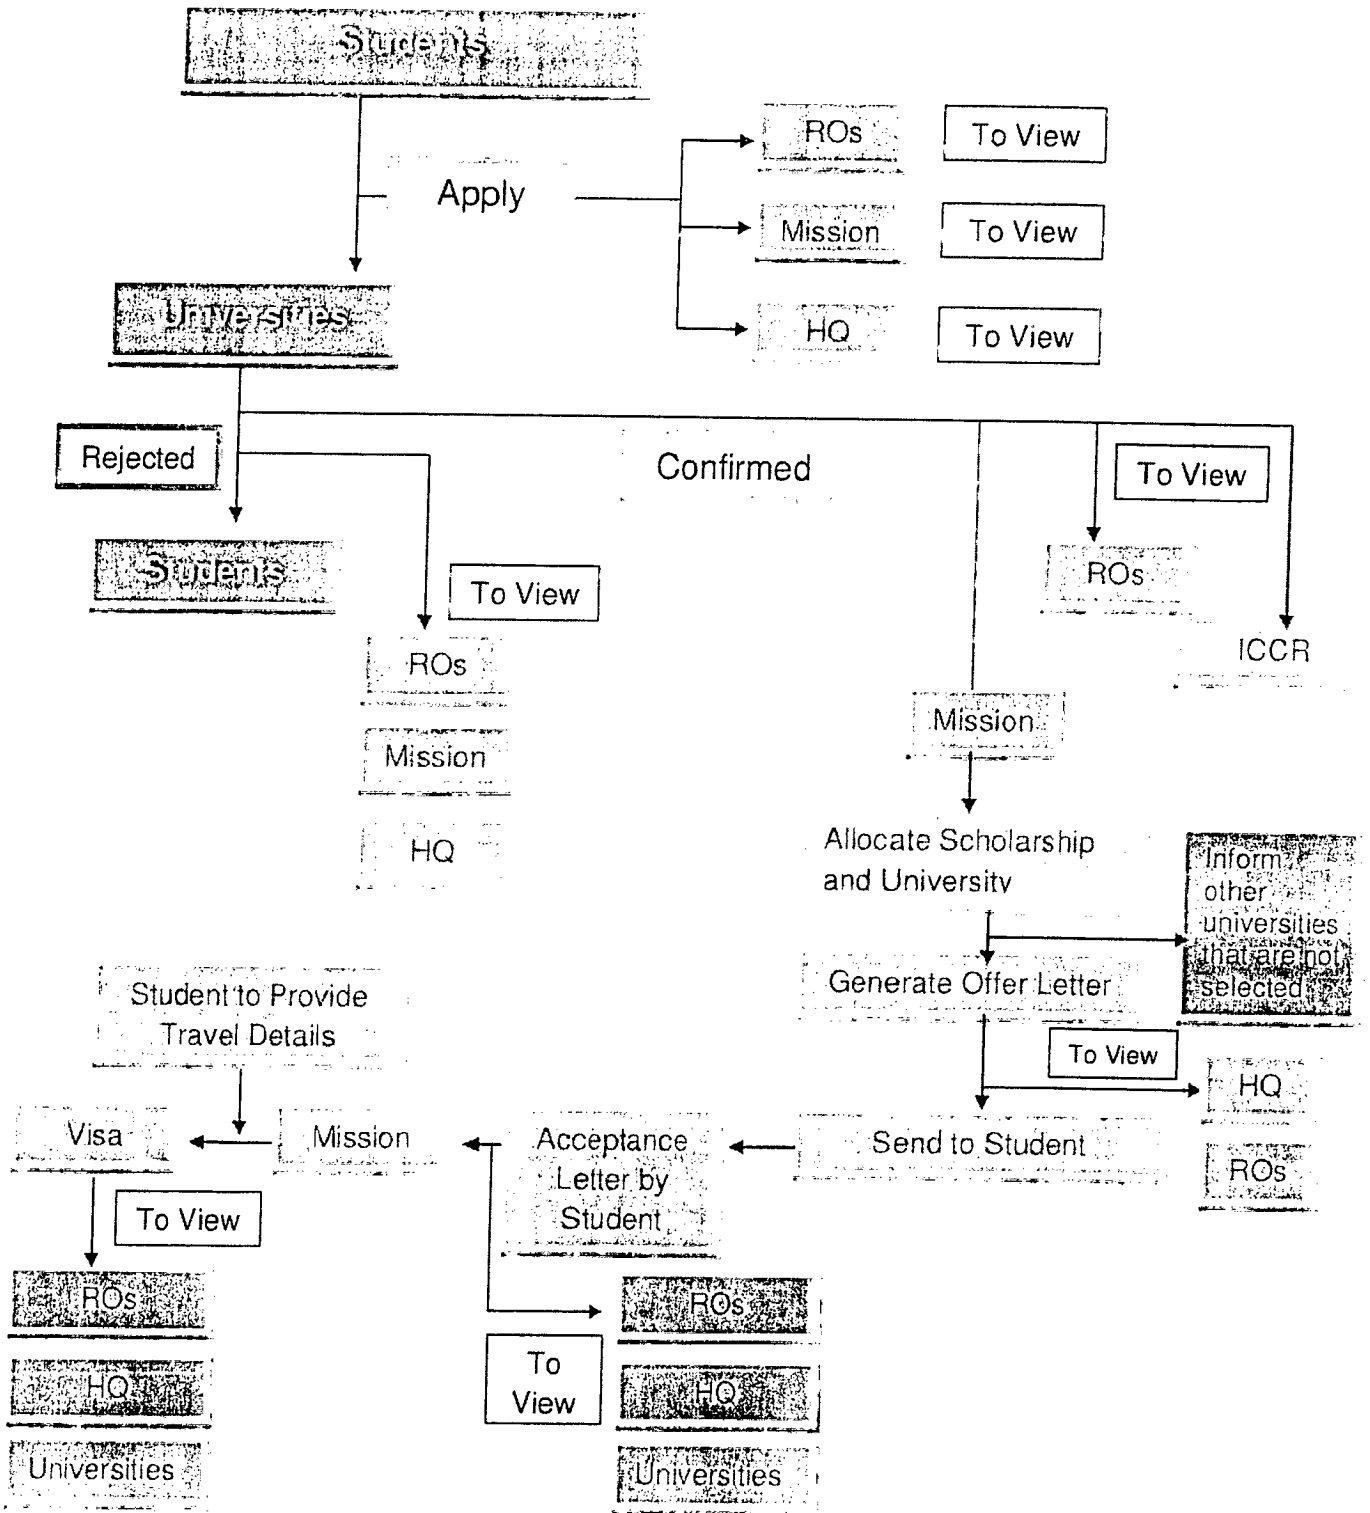 Students
ROs
To View
Apply
Mission
To View
Universities
HQ
To View
Rejected
Confirmed
To View
Students
To View
ROs
ROs
ICCR
Mission
Mission
HQ
Allocate Scholarship
and University
Inform
other
universities
that are not
selected
Generate Offer Letter
Student to Provide
Travel Details
To View
HQ
Visa
Mission
Acceptance
Letter by
Student
Send to Student
ROs
To View
ROs
HQ
Universities
To
View
ROs
HQ
Universities